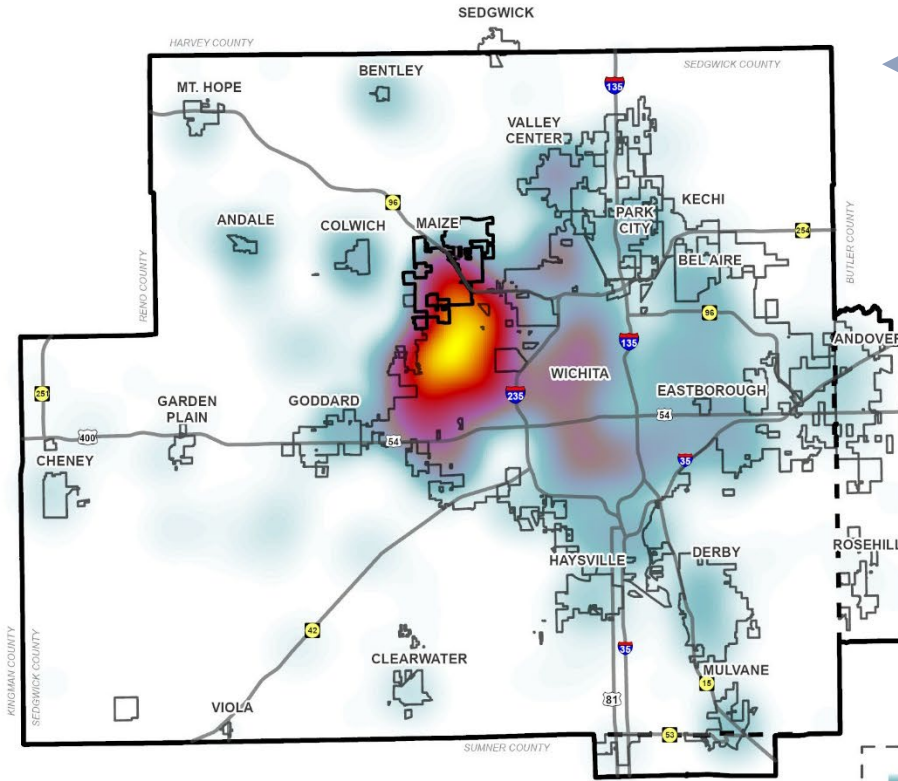 SEDGWICK
HARVEY COUNTY
SEDGWICK COUNTY
BENTLEY
MT. HOPE
135
VALLEY
CENTER
96
KECHI
ANDALE
COLWICH
MAIZE
PARK
CITY
254
BEL AIRE
BUTLER COUNTY
RENO COUNTY
96
135
ANDOVER
WICHITA
251
GARDEN
PLAIN
GODDARD
235
EASTBOROUGH
54
400
54
CHENEY
35
HAYSVILLE
DERBY
ROSEHILL
42
CLEARWATER
35
MULVANE
KINGMAN COUNTY
SEDGWICK COUNTY
81
15
VIOLA
53
SUMNER COUNTY